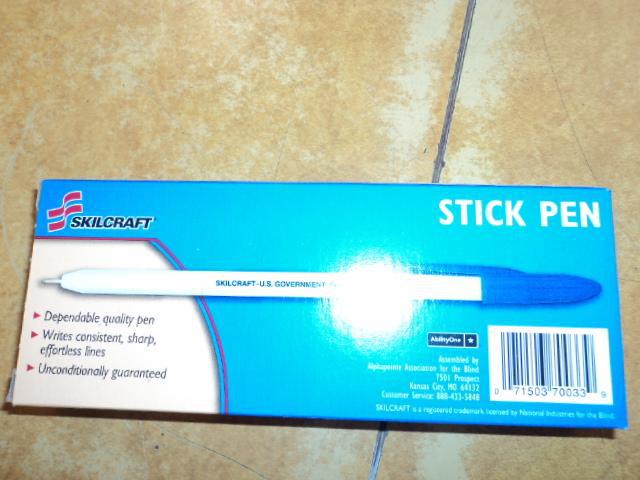 SKILCRAFT
STICK PEN
SKILCRAFT-U.S. GOVERNMENT
Dependable quality pen
Writes consistent, sharp,
effortless lines
Unconditionally guaranteed
AbilityOne
Assembled by
Alphapointe Association for the Blind
7501 Prospect
Kansas City, MO 64132
Customer Service: 888-433-5848
0 71503 70033 9
SKILCRAFT is a registered trademark licensed by National Industries for the Blind.